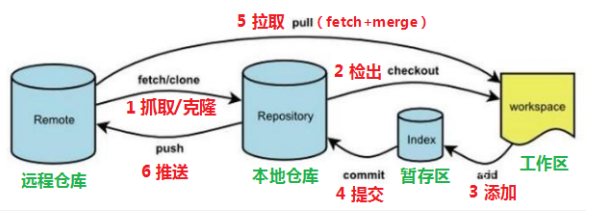 5 拉取 pull（fetch+merge）
fetch/clone
2 检出 checkout
1 抓取/克隆
Remote
Repository
workspace
push
Index
6 推送
commit
add
工作区
远程仓库
本地仓库
4 提交
暂存区
3 添加